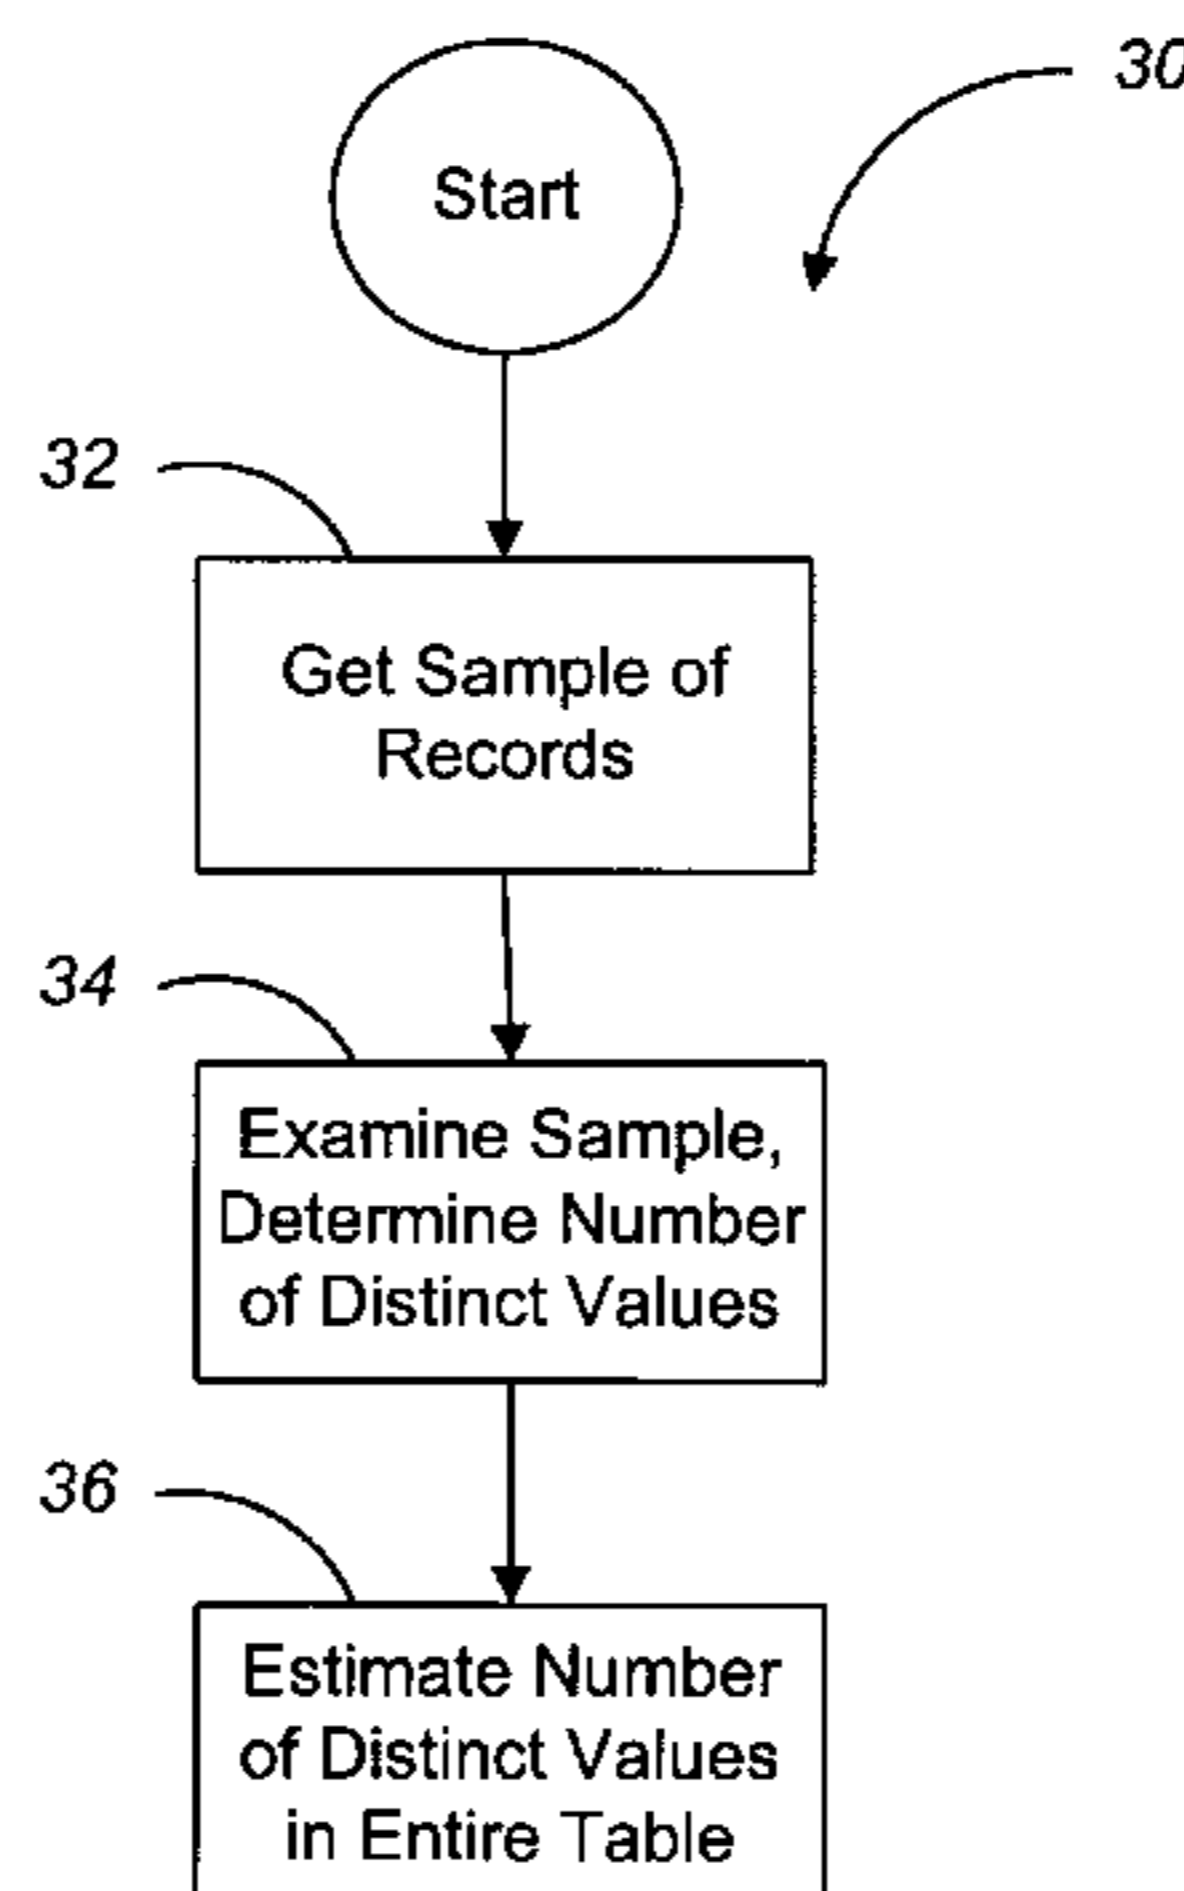 30
Start
32
Get Sample of
Records
34
Examine Sample,
Determine Number
of Distinct Values
36
Estimate Number
of Distinct Values
in Entire Table